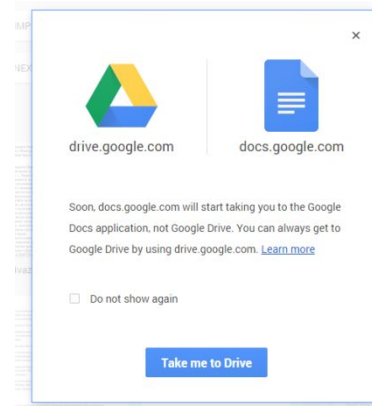 ×
drive.google.com
docs.google.com
Soon, docs.google.com will start taking you to the Google
Docs application, not Google Drive. You can always get to
Google Drive by using drive.google.com. Learn more
Do not show again
Take me to Drive